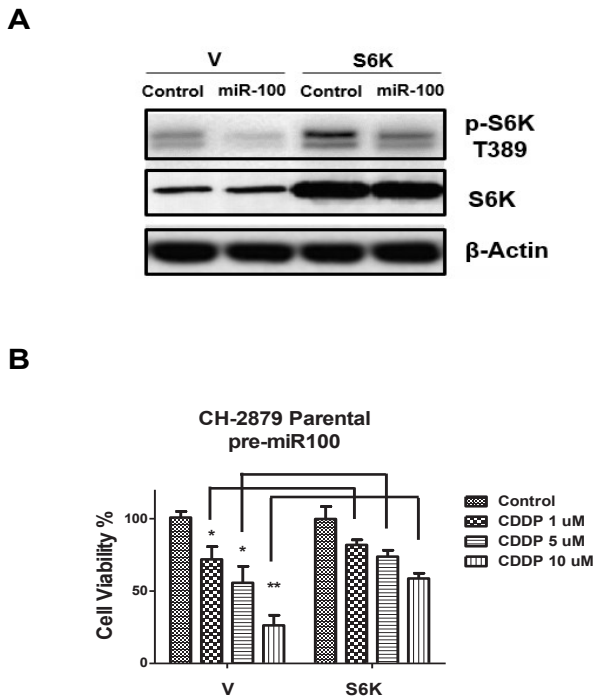 A
V S6K
Control miR-100 Control miR-100
p-S6K
T389
S6K
β-Actin
B
CH-2879 Parental
pre-miR100
Cell Viability %
100
50
0
*
*
**
V S6K
Control
CDDP 1 uM
CDDP 5 uM
CDDP 10 uM